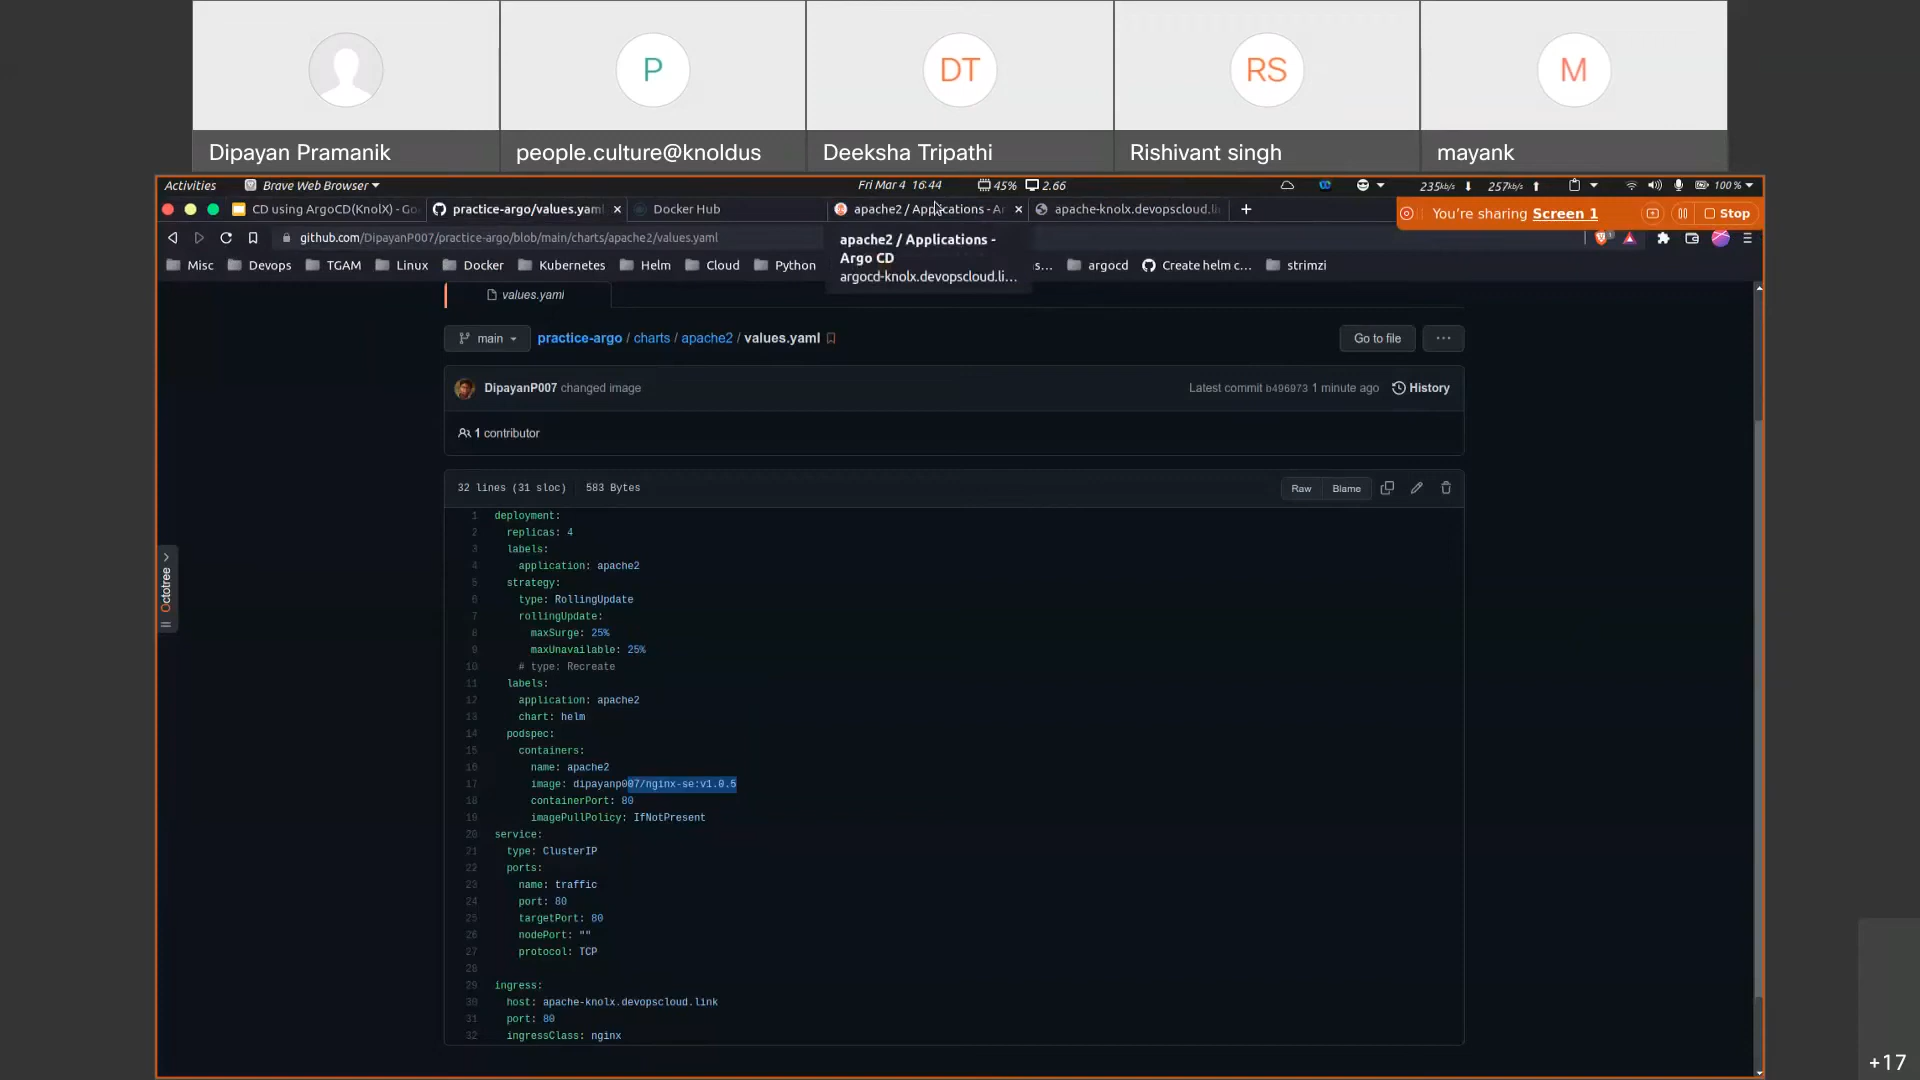 P
DT
RS
M
Dipayan Pramanik
people.culture@knoldus
Deeksha Tripathi
Rishivant singh
mayank
Activities
Brave Web Browser
Fri Mar 4 16:44
45%
2.66
235kb/s
257kb/s
100 %
CD using ArgoCD(KnolX) - Go
practice-argo/values.yam
Docker Hub
apache2 / Applications - Ar
apache-knolx.devopscloud.li
You're sharing Screen 1
Stop
github.com/DipayanP007/practice-argo/blob/main/charts/apache2/values.yaml
apache2 / Applications -
Argo CD
argocd-knolx.devopscloud.li...
Misc
Devops
TGAM
Linux
Docker
Kubernetes
Helm
Cloud
Python
s...
argocd
Create helm c...
strimzi
values.yaml
main
practice-argo / charts / apache2 / values.yaml
Go to file
...
DipayanP007 changed image
Latest commit b496973 1 minute ago
History
1 contributor
32 lines (31 sloc)
583 Bytes
Raw
Blame
Octotree
1 deployment:
2 replicas: 4
3 labels:
4 application: apache2
5 strategy:
6 type: RollingUpdate
7 rollingUpdate:
8 maxSurge: 25%
9 maxUnavailable: 25%
10 # type: Recreate
11 labels:
12 application: apache2
13 chart: helm
14 podspec:
15 containers:
16 name: apache2
17 image: dipayanp007/nginx-se:v1.0.5
18 containerPort: 80
19 imagePullPolicy: IfNotPresent
20 service:
21 type: ClusterIP
22 ports:
23 name: traffic
24 port: 80
25 targetPort: 80
26 nodePort: ""
27 protocol: TCP
28
29 ingress:
30 host: apache-knolx.devopscloud.link
31 port: 80
32 ingressClass: nginx
+17